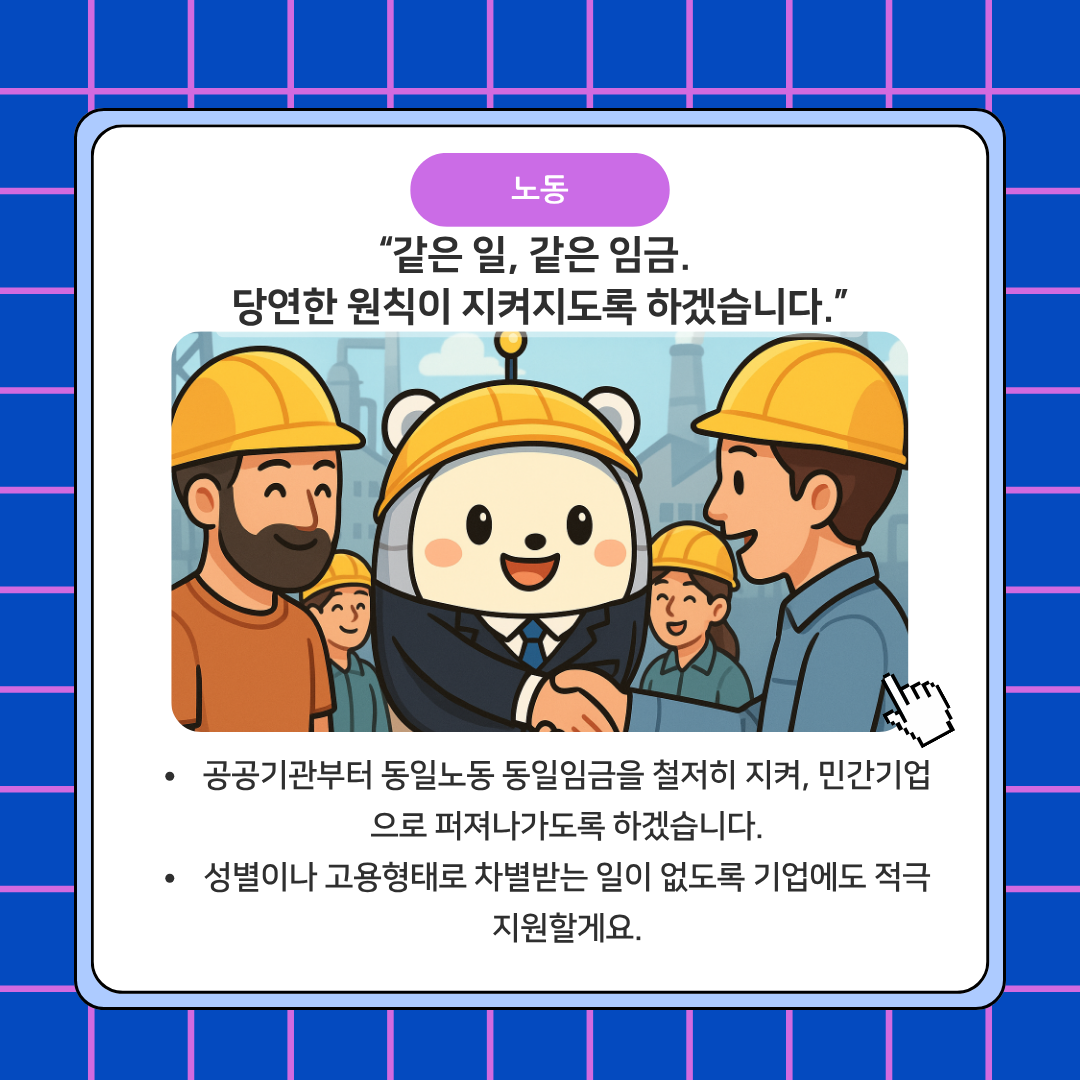 노동
“같은 일, 같은 임금.
당연한 원칙이 지켜지도록 하겠습니다.”
• 공공기관부터 동일노동 동일임금을 철저히 지켜, 민간기업
으로 퍼져나가도록 하겠습니다.
• 성별이나 고용형태로 차별받는 일이 없도록 기업에도 적극
지원할게요.